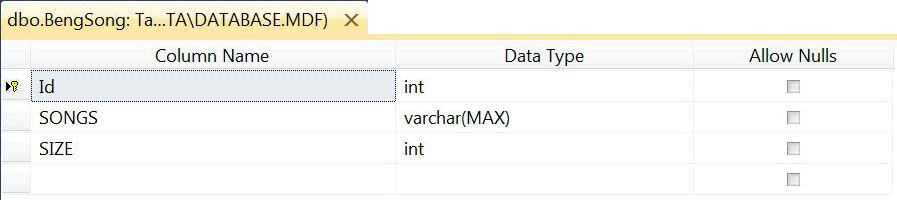 dbo.BengSong: Ta...TA\DATABASE.MDF)
Column Name Data Type Allow Nulls
Id int
SONGS varchar(MAX)
SIZE int